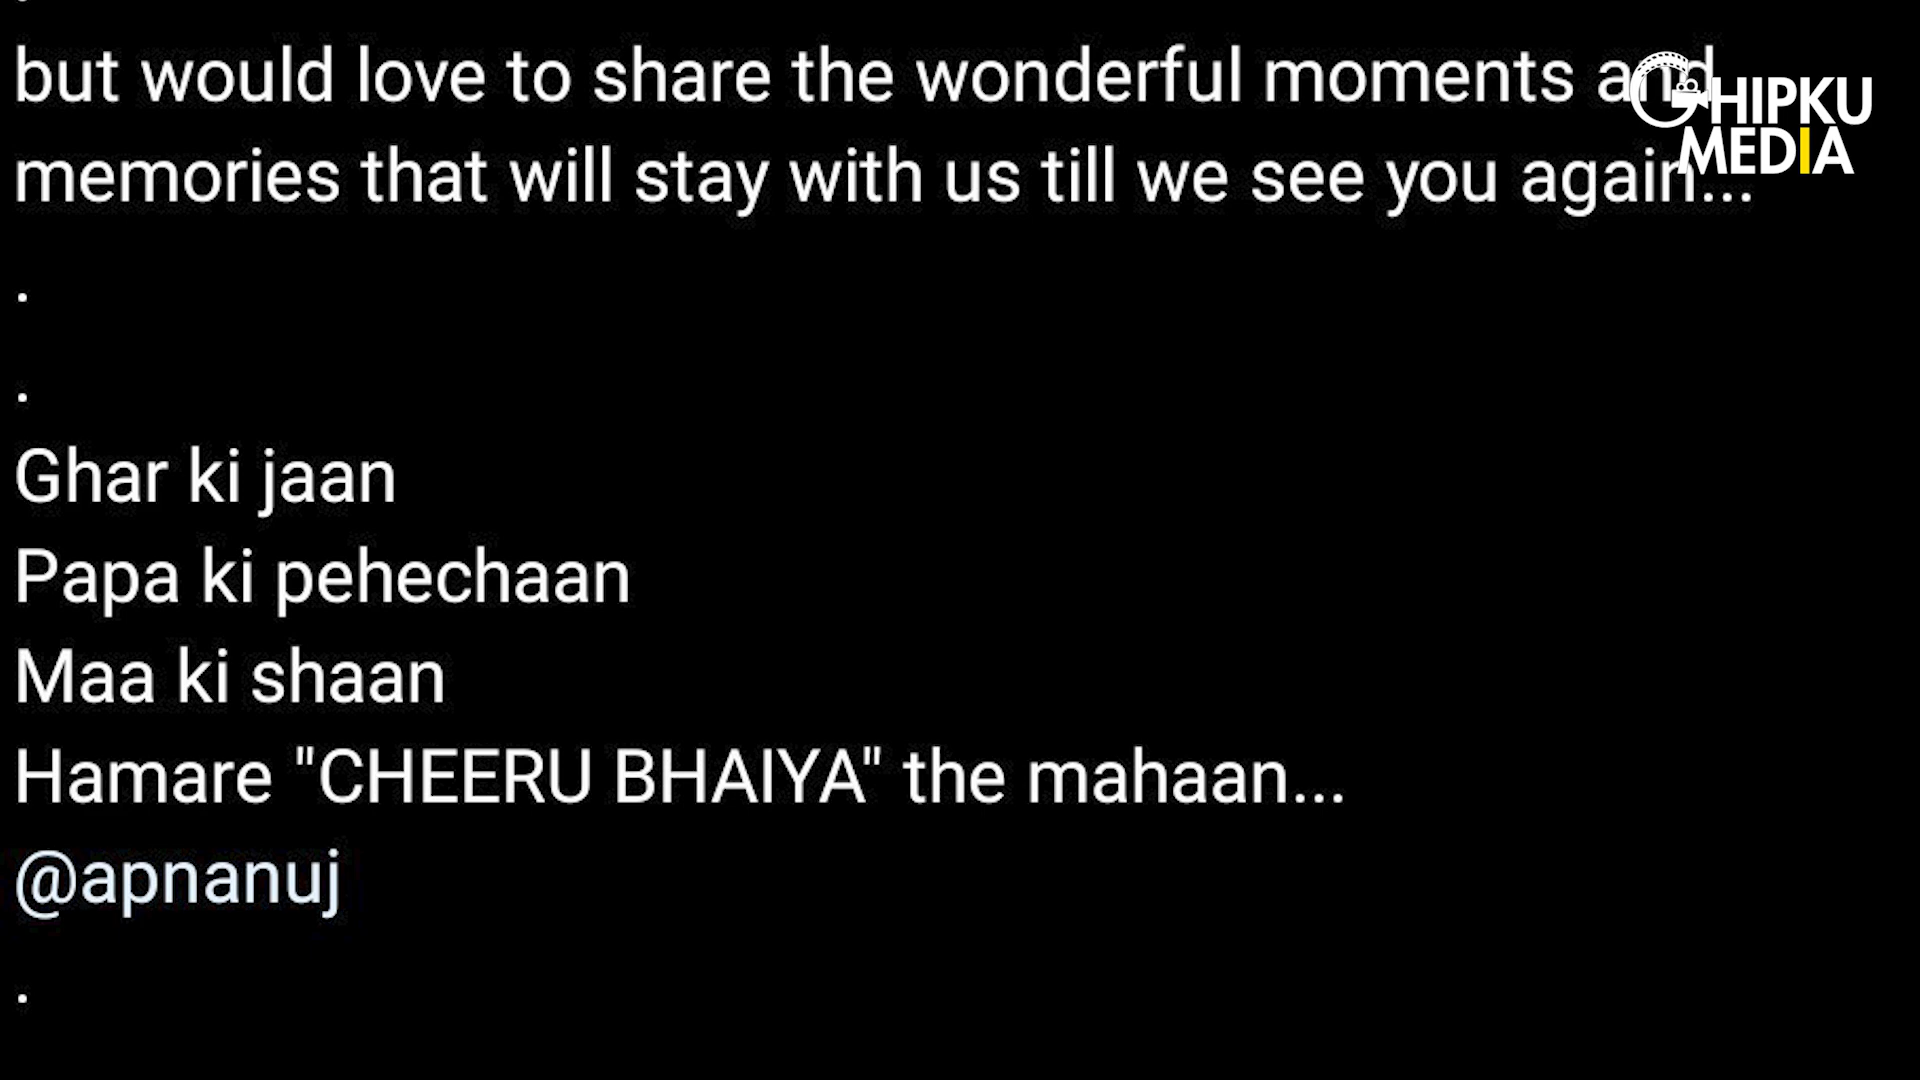 .
but would love to share the wonderful moments and
memories that will stay with us till we see you again...
.
.
Ghar ki jaan
Papa ki pehechaan
Maa ki shaan
Hamare "CHEERU BHAIYA" the mahaan...
@apnanuj
.
CHIPKU
MEDIA